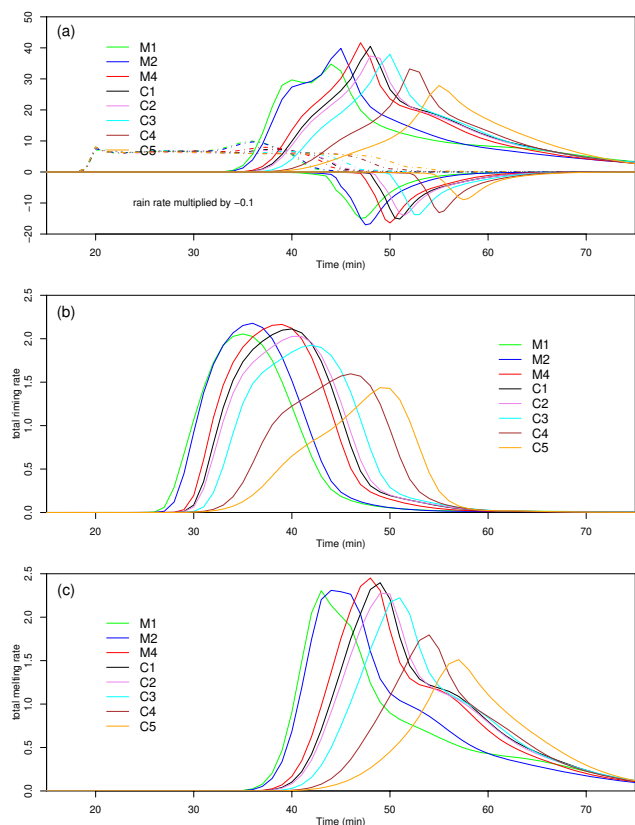 (a)
M1
M2
M4
C1
C2
C3
C4
C5
rain rate multiplied by −0.1
−20
−10
0
10
20
30
40
50
20
30
40
50
60
70
Time (min)
(b)
M1
M2
M4
C1
C2
C3
C4
C5
total riming rate
0.0
0.5
1.0
1.5
2.0
2.5
20
30
40
50
60
70
Time (min)
(c)
M1
M2
M4
C1
C2
C3
C4
C5
total melting rate
0.0
0.5
1.0
1.5
2.0
2.5
20
30
40
50
60
70
Time (min)